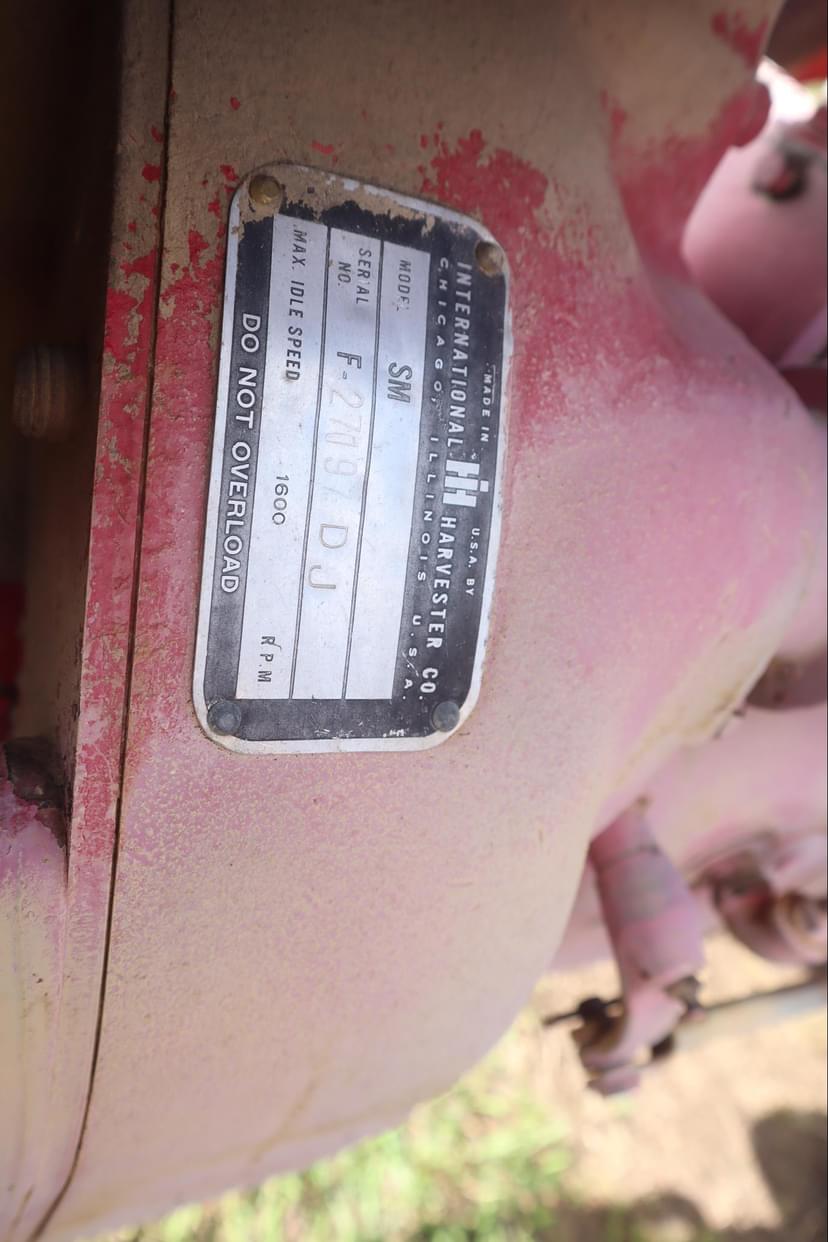 MADE IN U.S.A. BY
INTERNATIONAL IH HARVESTER CO.
CHICAGO, ILLINOIS U.S.A.
MODEL SM
SERIAL NO. DJ
MAX. IDLE SPEED 1600 R.P.M
DO NOT OVERLOAD